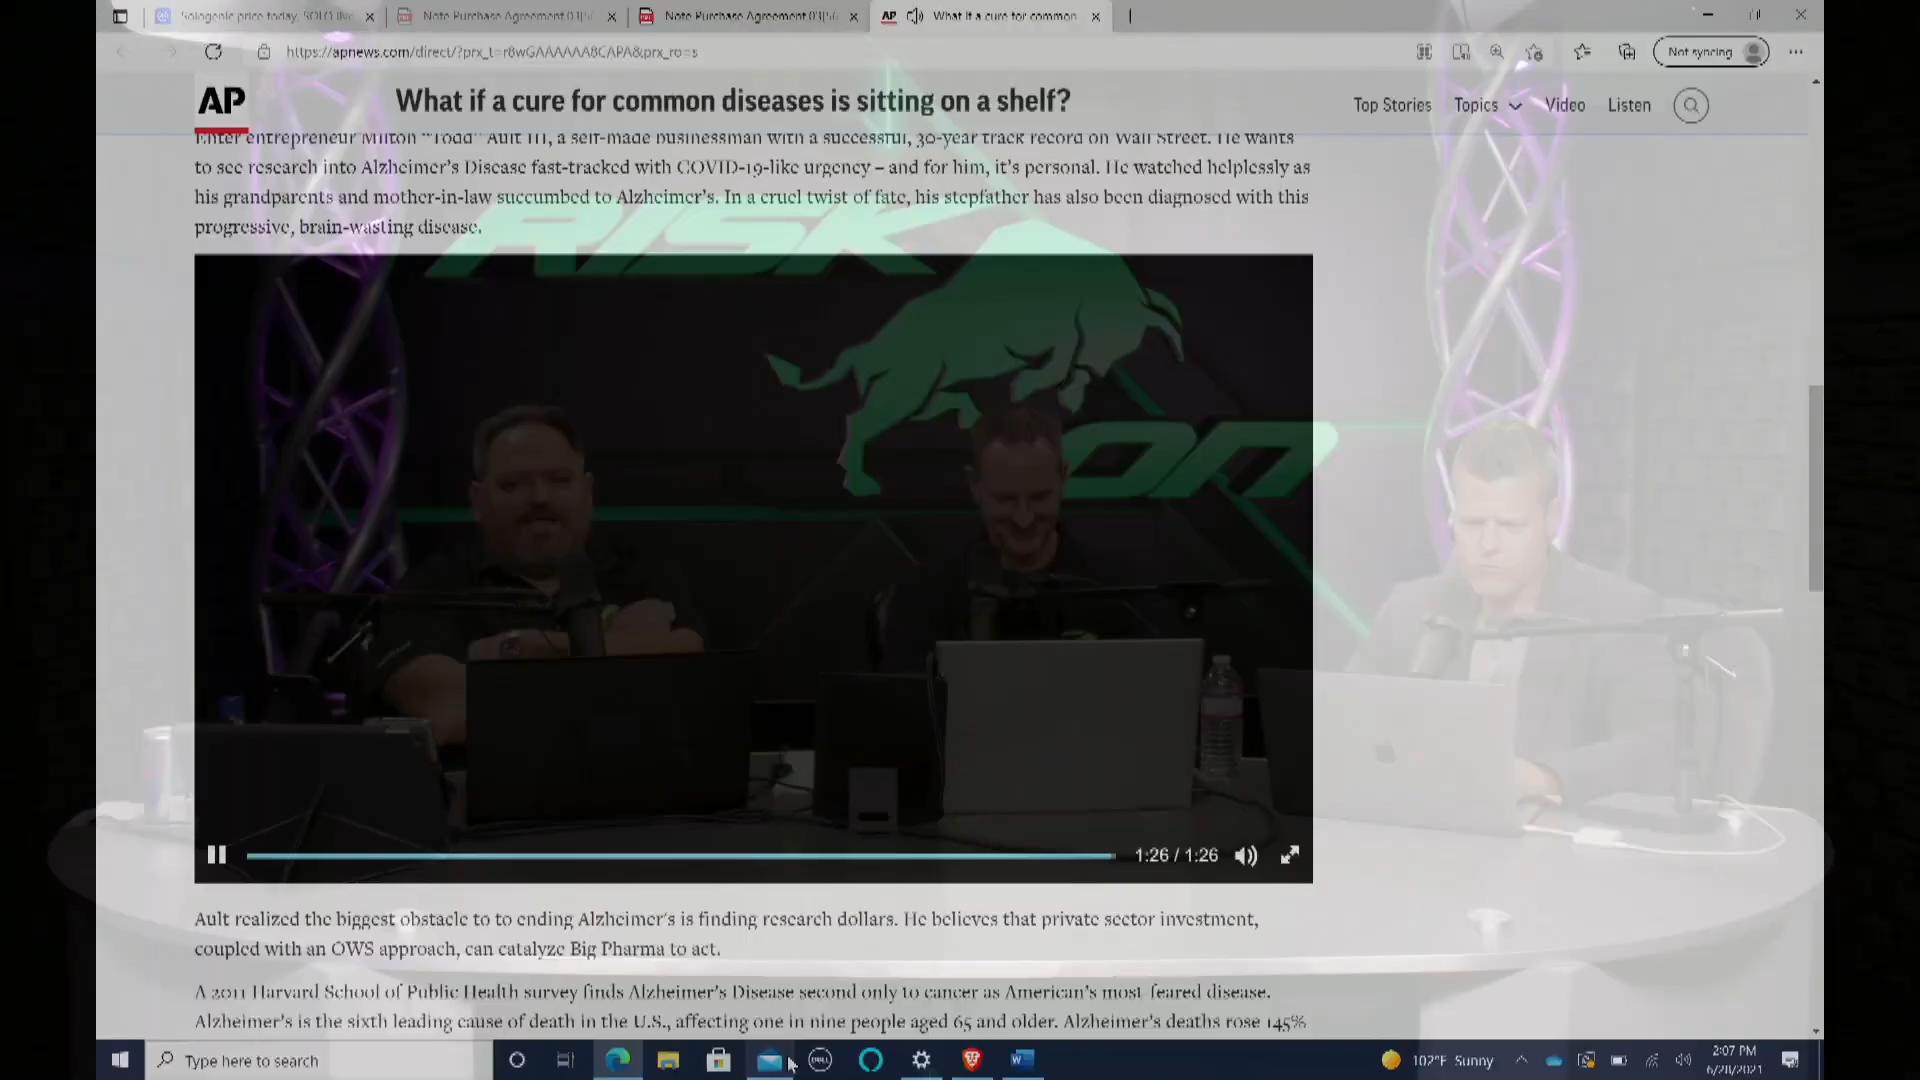 Sologenic price today, SOLO live
Note Purchase Agreement 03[56
Note Purchase Agreement 03[56
AP
What if a cure for common
https://apnews.com/direct/?prx_t=r8wGAAAAAA8CAPA&prx_ro=s
Not syncing
AP
What if a cure for common diseases is sitting on a shelf?
Top Stories
Topics
Video
Listen
Enter entrepreneur Milton "Todd" Ault III, a self-made businessman with a successful, 30-year track record on Wall Street. He wants
to see research into Alzheimer's Disease fast-tracked with COVID-19-like urgency – and for him, it's personal. He watched helplessly as
his grandparents and mother-in-law succumbed to Alzheimer's. In a cruel twist of fate, his stepfather has also been diagnosed with this
progressive, brain-wasting disease.
RISK
ON
1:26 / 1:26
Ault realized the biggest obstacle to to ending Alzheimer's is finding research dollars. He believes that private sector investment,
coupled with an OWS approach, can catalyze Big Pharma to act.
A 2011 Harvard School of Public Health survey finds Alzheimer's Disease second only to cancer as American's most-feared disease.
Alzheimer's is the sixth leading cause of death in the U.S., affecting one in nine people aged 65 and older. Alzheimer's deaths rose 145%
Type here to search
DELL
102°F Sunny
2:07 PM
6/28/2021